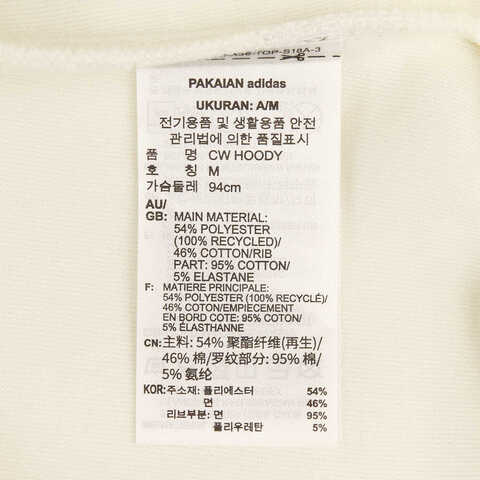 PAKAIAN adidas
UKURAN: A/M
전기용품 및 생활용품 안전
관리법에 의한 품질표시
품 명 CW HOODY
호 칭 M
가슴둘레 94cm
AU/
GB: MAIN MATERIAL:
54% POLYESTER
(100% RECYCLED)/
46% COTTON/RIB
PART: 95% COTTON/
5% ELASTANE
F: MATIERE PRINCIPALE:
54% POLYESTER (100% RECYCLÉ)/
46% COTON/EMPIECEMENT
EN BORD COTE: 95% COTON/
5% ÉLASTHANNE
CN: 主料: 54% 聚酯纤维(再生)/
46% 棉/罗纹部分: 95% 棉/
5% 氨纶
KOR: 주소재: 폴리에스터 54%
면 46%
리브부분: 면 95%
폴리우레탄 5%